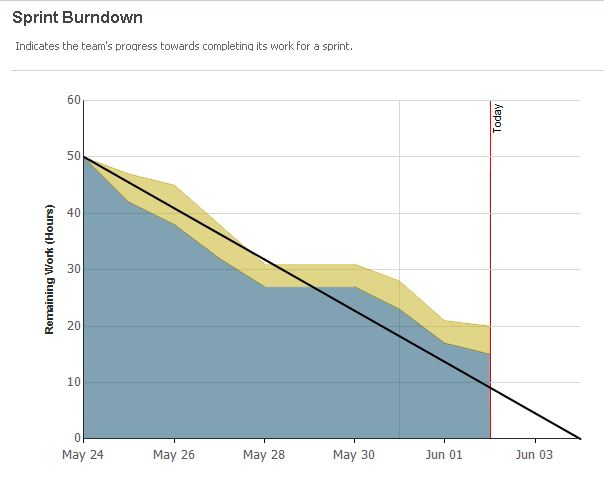 Sprint Burndown
Indicates the team's progress towards completing its work for a sprint.
60
Today
50
40
Remaining Work (Hours)
30
20
10
0
May 24 May 26 May 28 May 30 Jun 01 Jun 03